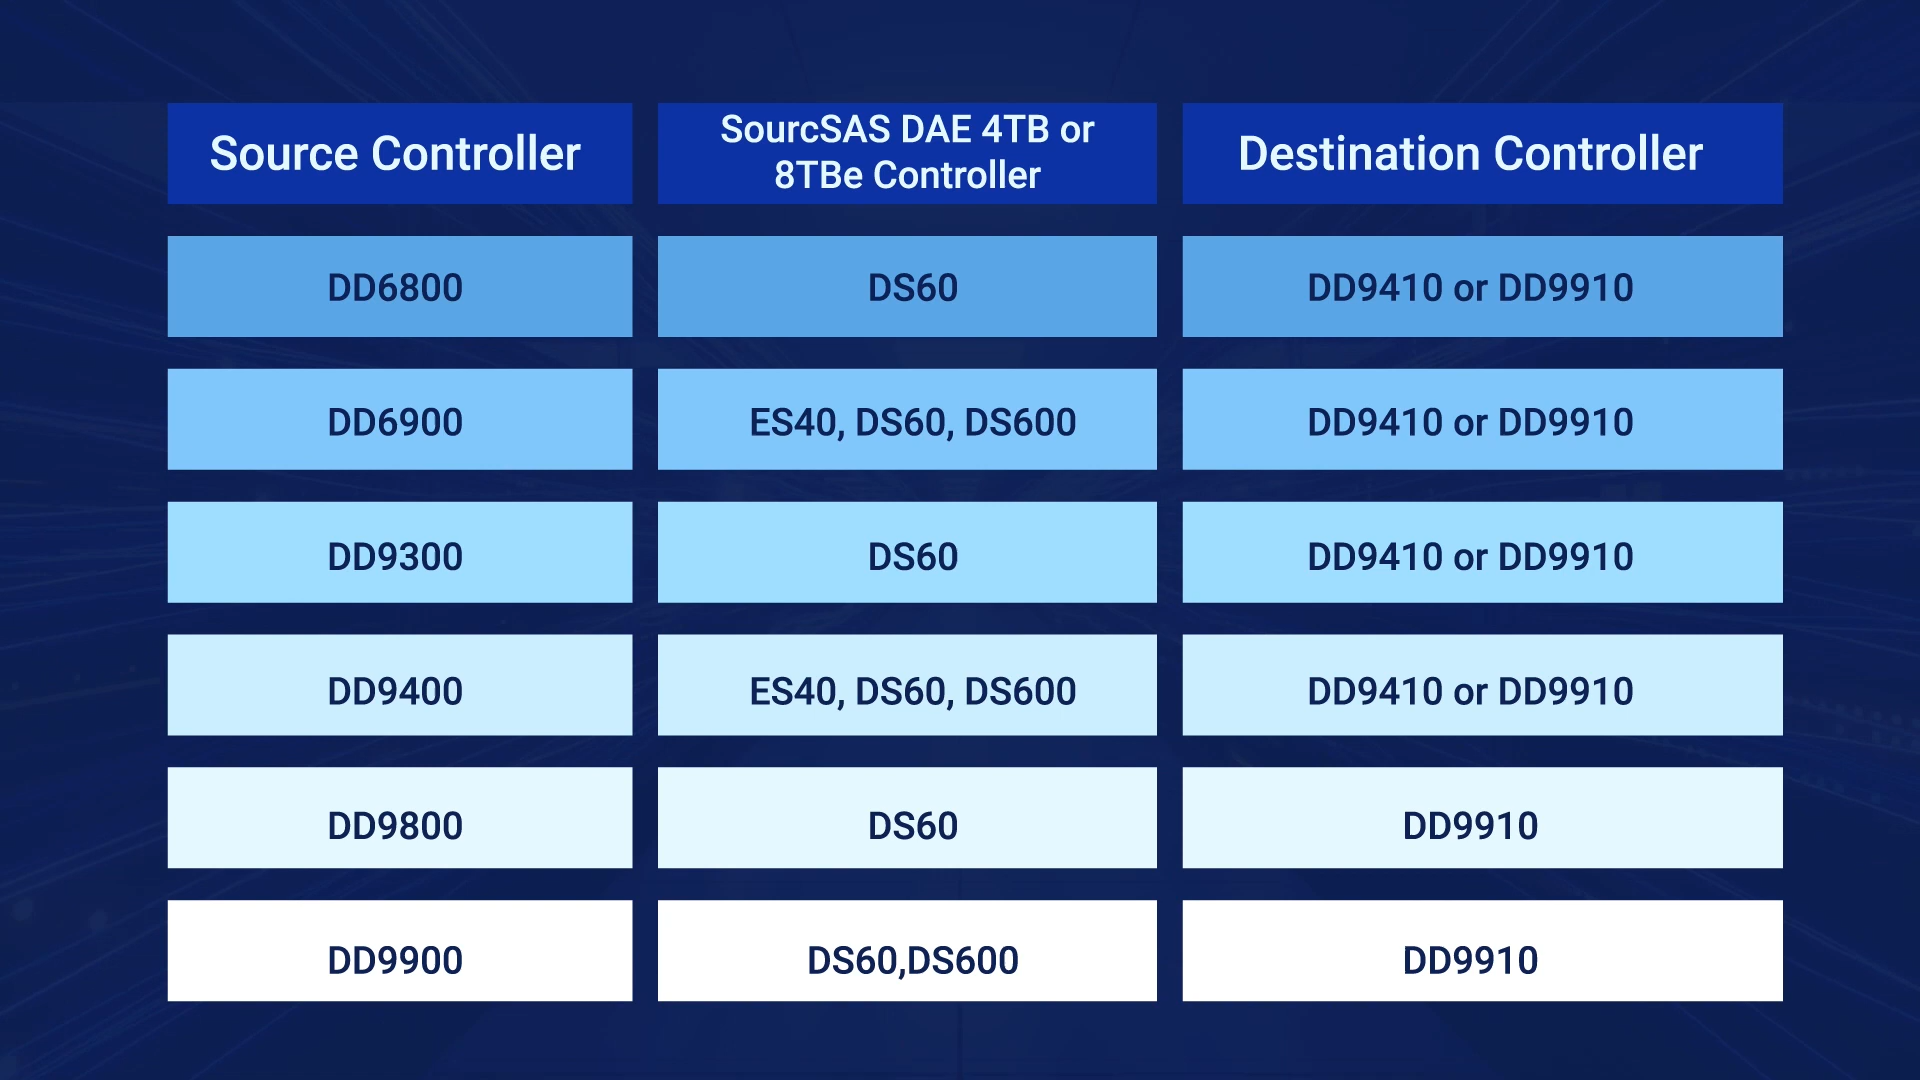 Source Controller
SourcSAS DAE 4TB or
8TBe Controller
Destination Controller
DD6800
DS60
DD9410 or DD9910
DD6900
ES40, DS60, DS600
DD9410 or DD9910
DD9300
DS60
DD9410 or DD9910
DD9400
ES40, DS60, DS600
DD9410 or DD9910
DD9800
DS60
DD9910
DD9900
DS60,DS600
DD9910